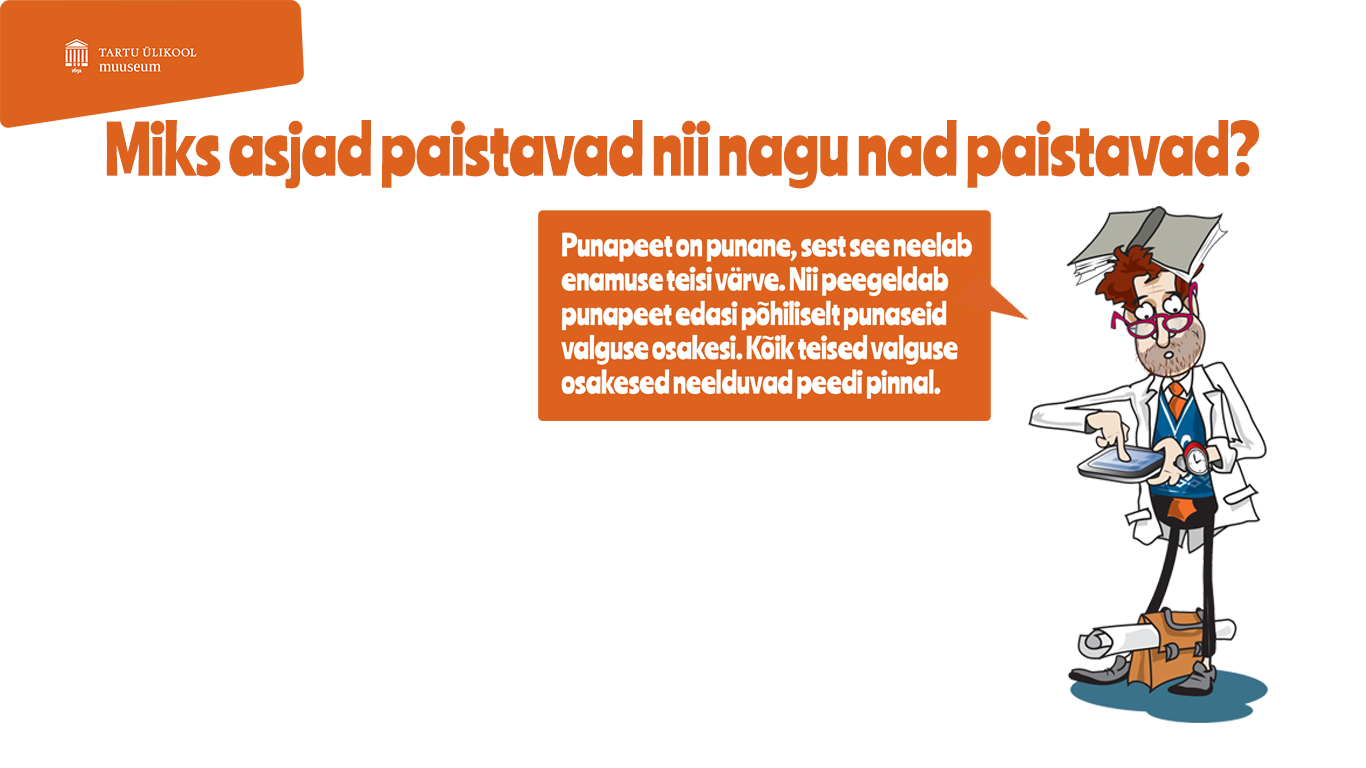 TARTU ÜLIKOOL
muuseum
1632
Miks asjad paistavad nii nagu nad paistavad?
Punapeet on punane, sest see neelab
enamuse teisi värve. Nii peegeldab
punapeet edasi põhiliselt punaseid
valguse osakesi. Kõik teised valguse
osakesed neelduvad peedi pinnal.